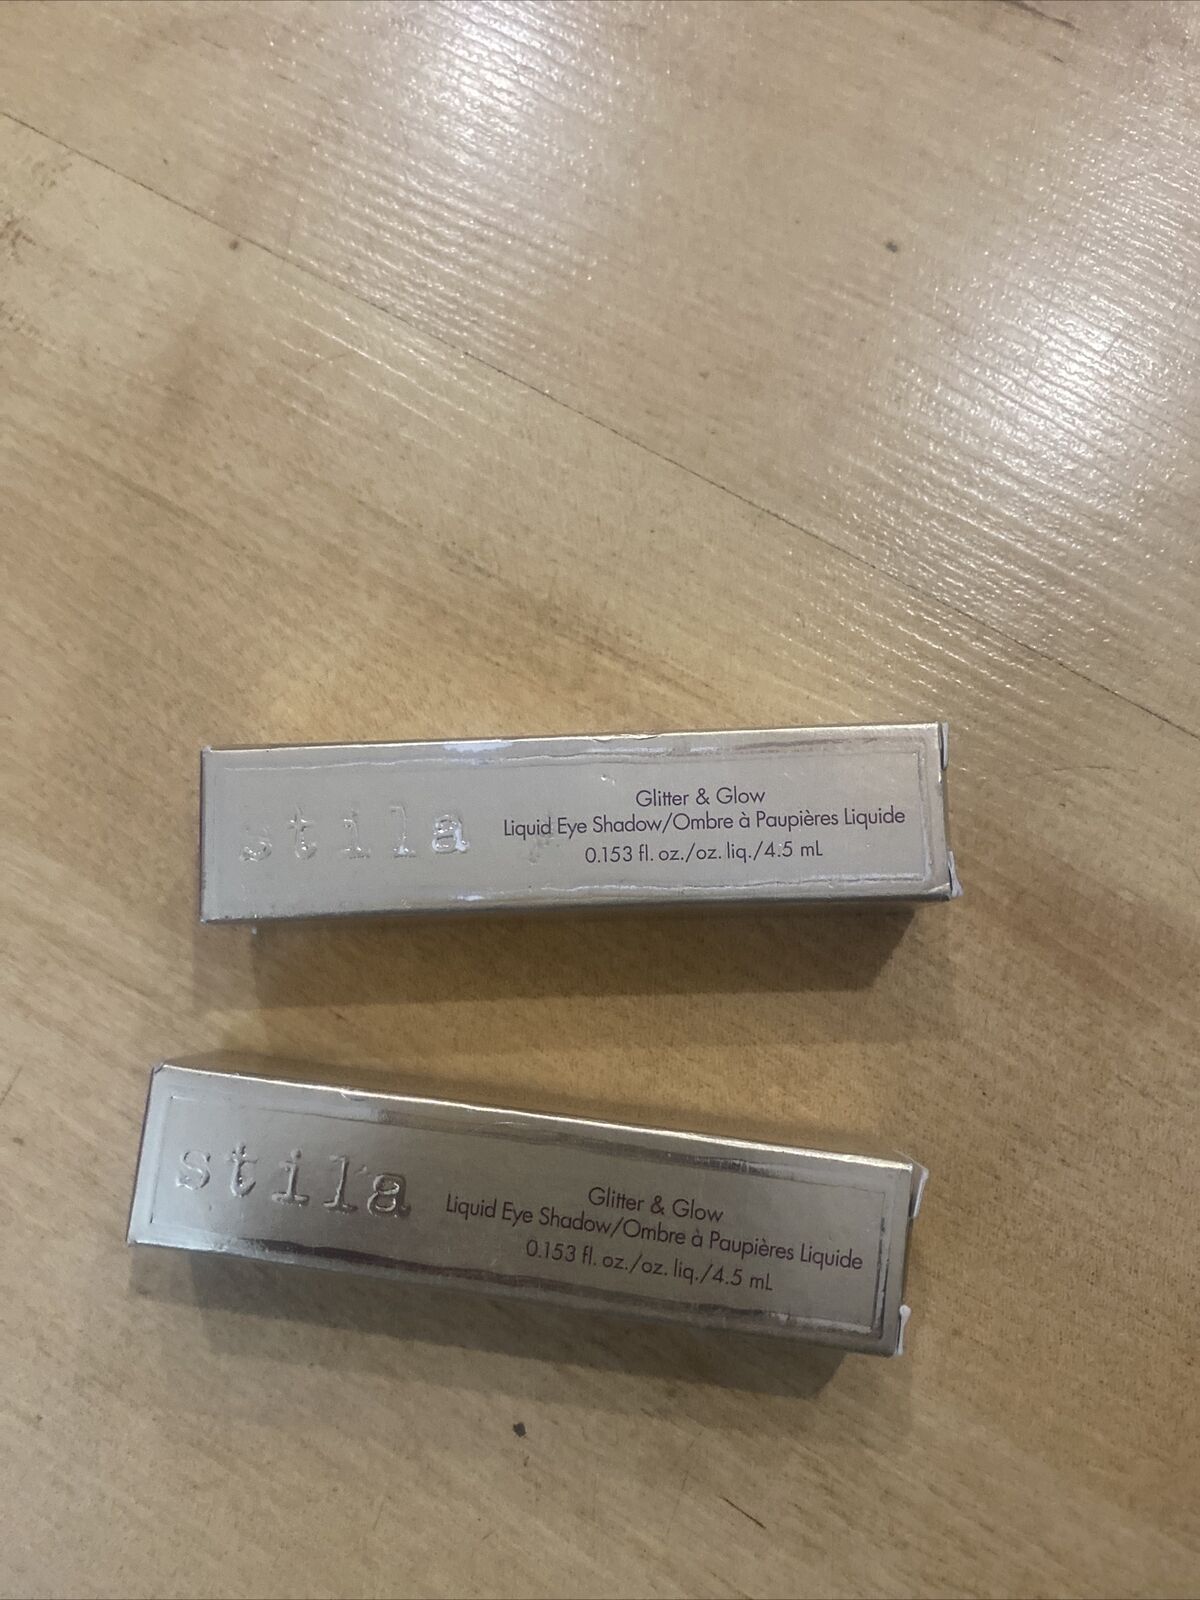 stila
Glitter & Glow
Liquid Eye Shadow/Ombre à Paupières Liquide
0.153 fl. oz./oz. liq./4.5 mL
stila
Glitter & Glow
Liquid Eye Shadow/Ombre à Paupières Liquide
0.153 fl. oz./oz. liq./4.5 mL